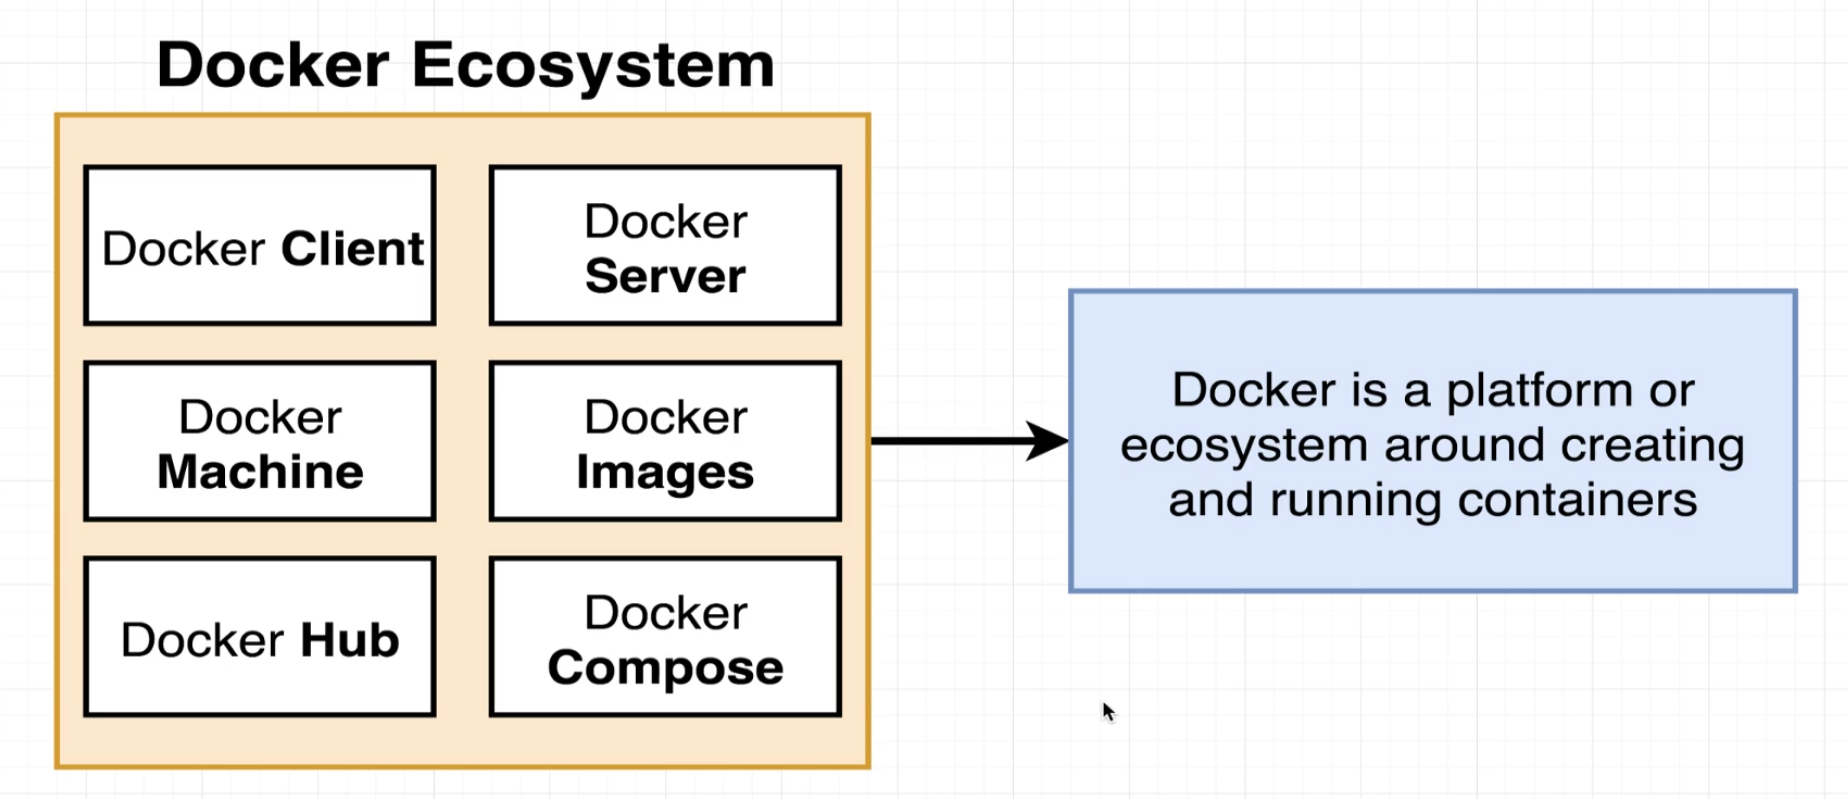 Docker Ecosystem
Docker Client
Docker
Server
Docker
Machine
Docker
Images
Docker Hub
Docker
Compose
Docker is a platform or
ecosystem around creating
and running containers